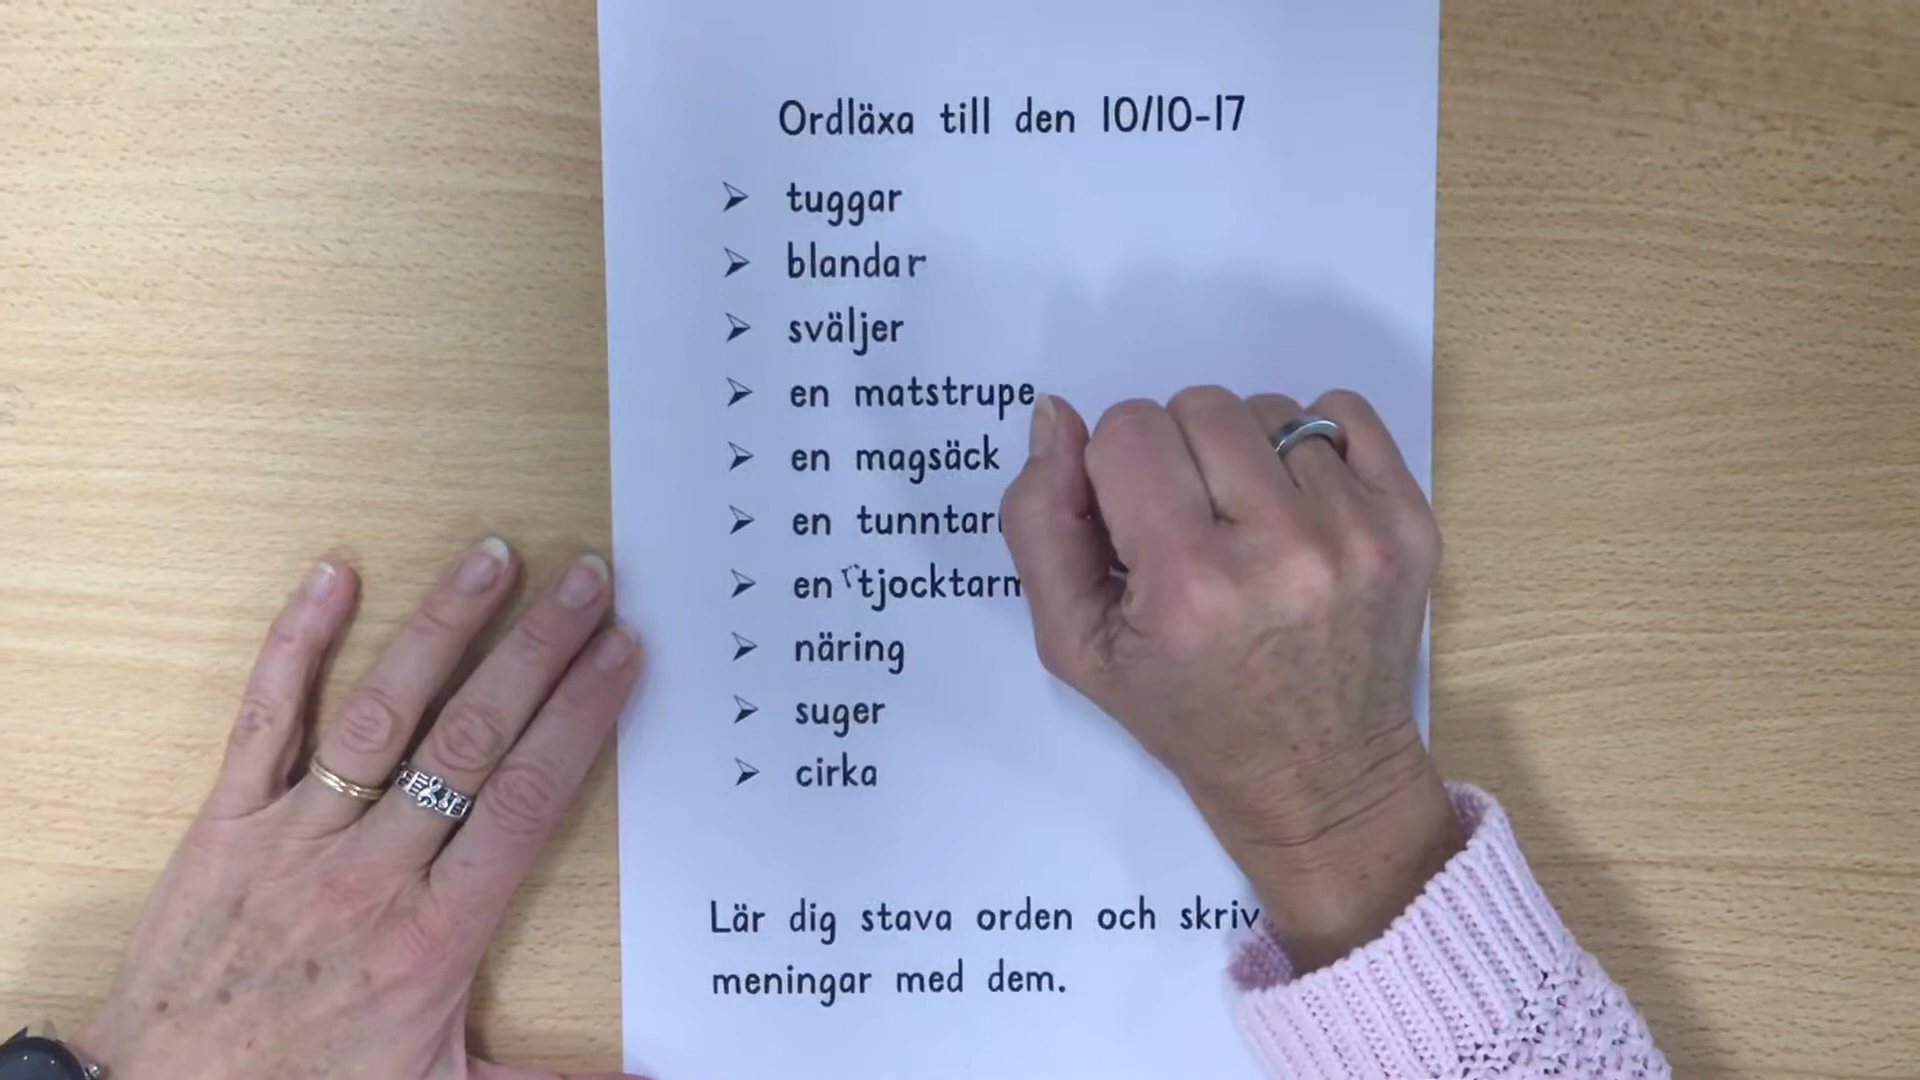 Ordläxa till den 10/10-17
➢ tuggar
➢ blandar
➢ sväljer
➢ en matstrupe
➢ en magsäck
➢ en
➢ en
➢ näring
➢ suger
➢ cirka
Lär dig stava orden och skriv
meningar med dem.